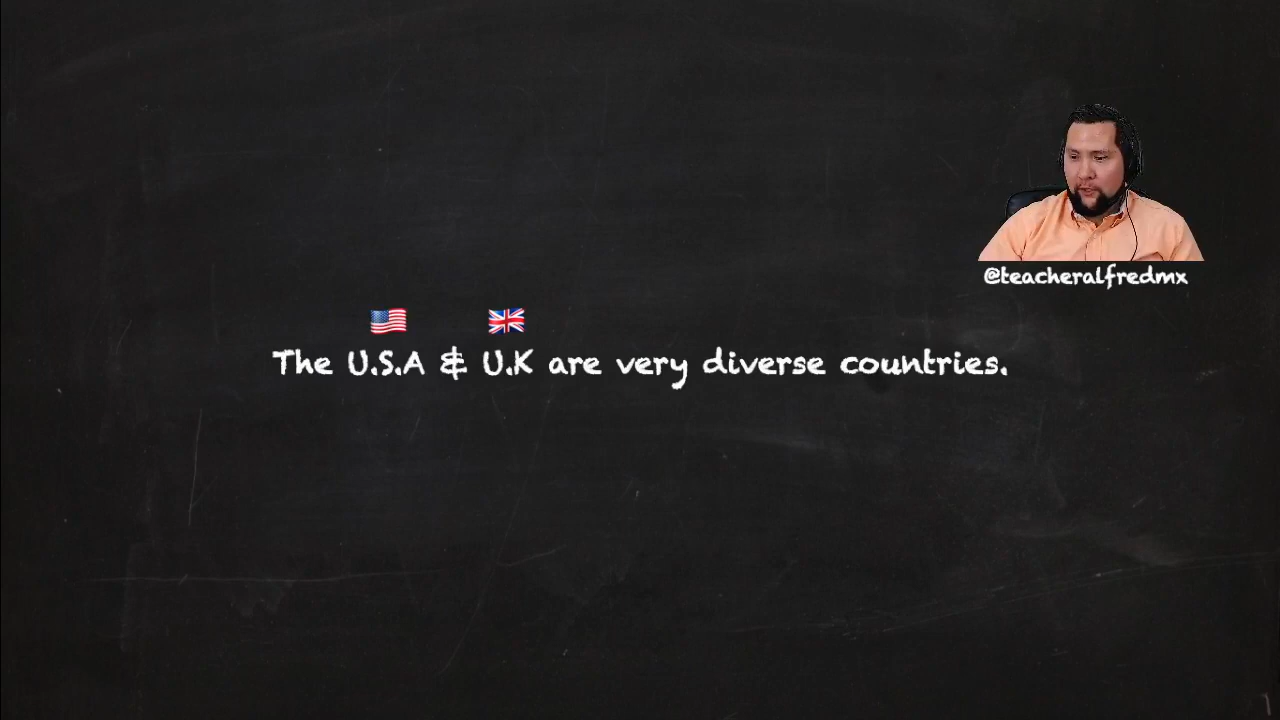 @teacheralfredmx
The U.S.A & U.K are very diverse countries.